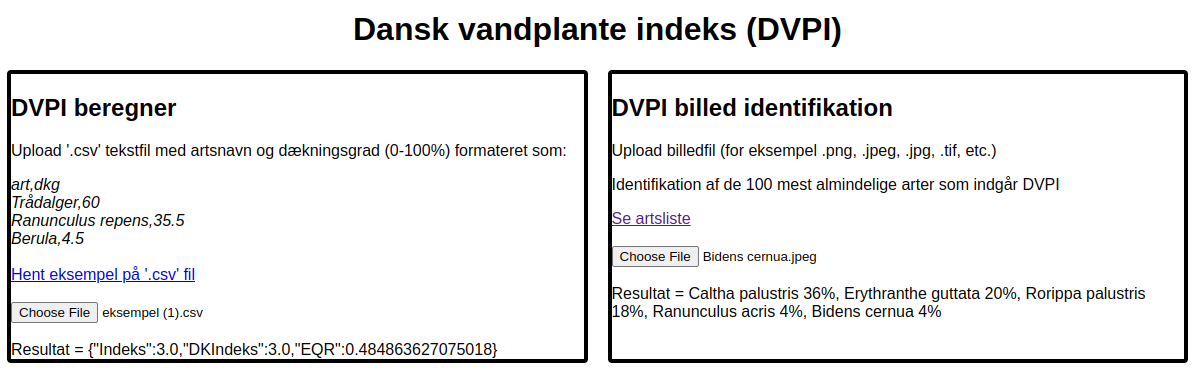 Dansk vandplante indeks (DVPI)
DVPI beregner
Upload '.csv' tekstfil med artsnavn og dækningsgrad (0-100%) formateret som:
art,dkg
Trådalger,60
Ranunculus repens,35.5
Berula,4.5
Hent eksempel på '.csv' fil
Choose File eksempel (1).csv
Resultat = {"Indeks":3.0,"DKIndeks":3.0,"EQR":0.484863627075018}
DVPI billed identifikation
Upload billedfil (for eksempel .png, .jpeg, .jpg, .tif, etc.)
Identifikation af de 100 mest almindelige arter som indgår DVPI
Se artsliste
Choose File Bidens cernua.jpeg
Resultat = Caltha palustris 36%, Erythranthe guttata 20%, Rorippa palustris
18%, Ranunculus acris 4%, Bidens cernua 4%